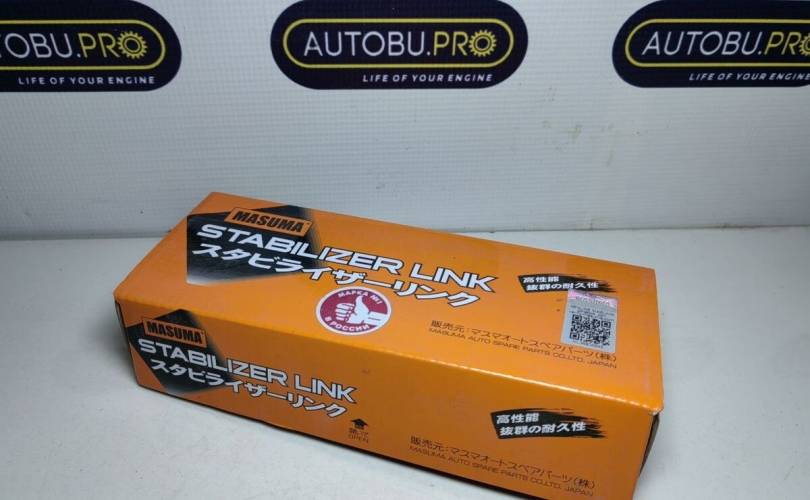 AUTOBU.PRO
LIFE OF YOUR ENGINE
AUTOBU.PRO
LIFE OF YOUR ENGINE
AUTOBU.PRO
LIFE OF YOUR
MASUMA
STABILIZER LINK
スタビライザーリンク
高性能
抜群の耐久性
МАРКА №1
В РОССИИ
販売元:マスマオートスペアパーツ(株)
MASUMA AUTO SPARE PARTS CO.,LTD. JAPAN
MASUMA
STABILIZER LINK
スタビライザーリンク
OPEN
高性能
抜群の耐久性
販売元:マスマオートスペアパーツ(株)
MASUMA AUTO SPARE PARTS CO.,LTD. JAPAN